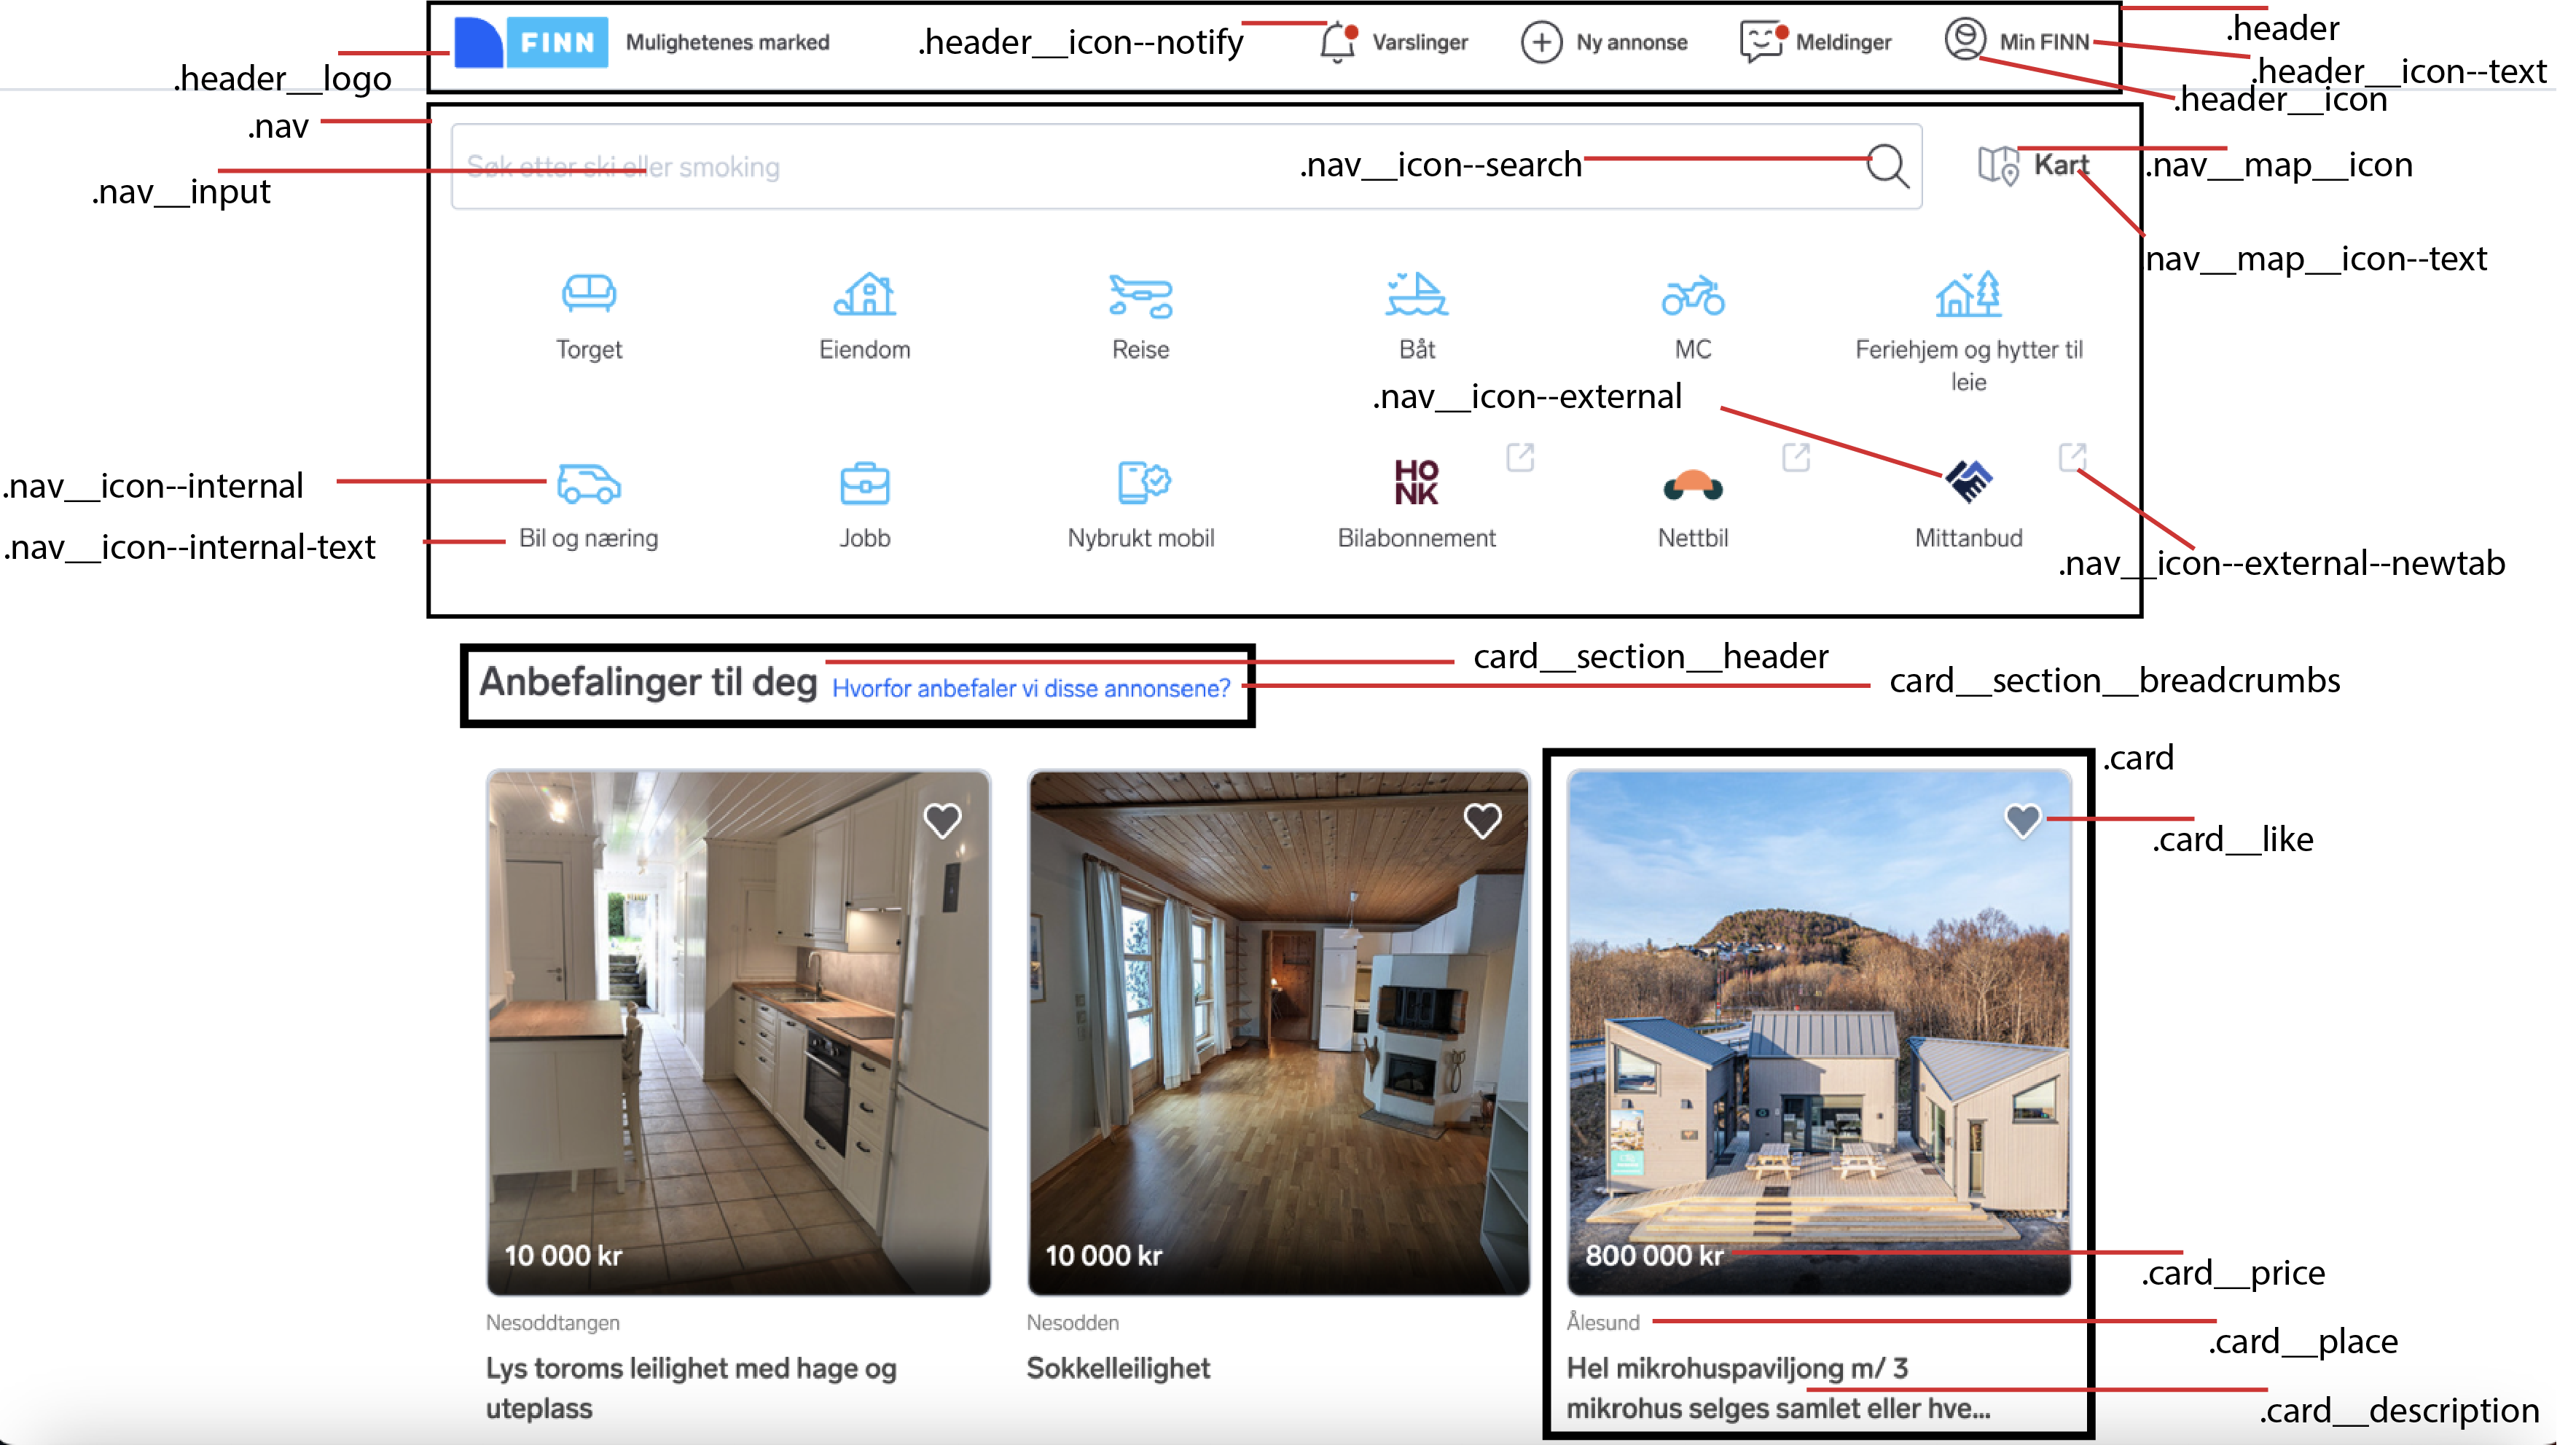 FINN
Mulighetenes marked
.header__icon--notify
Varslinger
Ny annonse
Meldinger
Min FINN
.header
.header__logo
.header__icon--text
.header__icon
.nav
Søk etter ski eller smoking
.nav__icon--search
Kart
.nav__map__icon
.nav__input
.nav__map__icon--text
Torget
Eiendom
Reise
Båt
MC
Feriehjem og hytter til
leie
.nav__icon--external
.nav__icon--internal
HO
NK
.nav__icon--internal-text
Bil og næring
Jobb
Nybrukt mobil
Bilabonnement
Nettbil
Mittanbud
.nav__icon--external--newtab
Anbefalinger til deg
Hvorfor anbefaler vi disse annonsene?
card__section__header
card__section__breadcrumbs
.card
.card__like
10 000 kr
10 000 kr
800 000 kr
.card__price
Nesoddtangen
Nesodden
Ålesund
.card__place
Lys toroms leilighet med hage og
uteplass
Sokkelleilighet
Hel mikrohuspaviljong m/ 3
mikrohus selges samlet eller hve...
.card__description